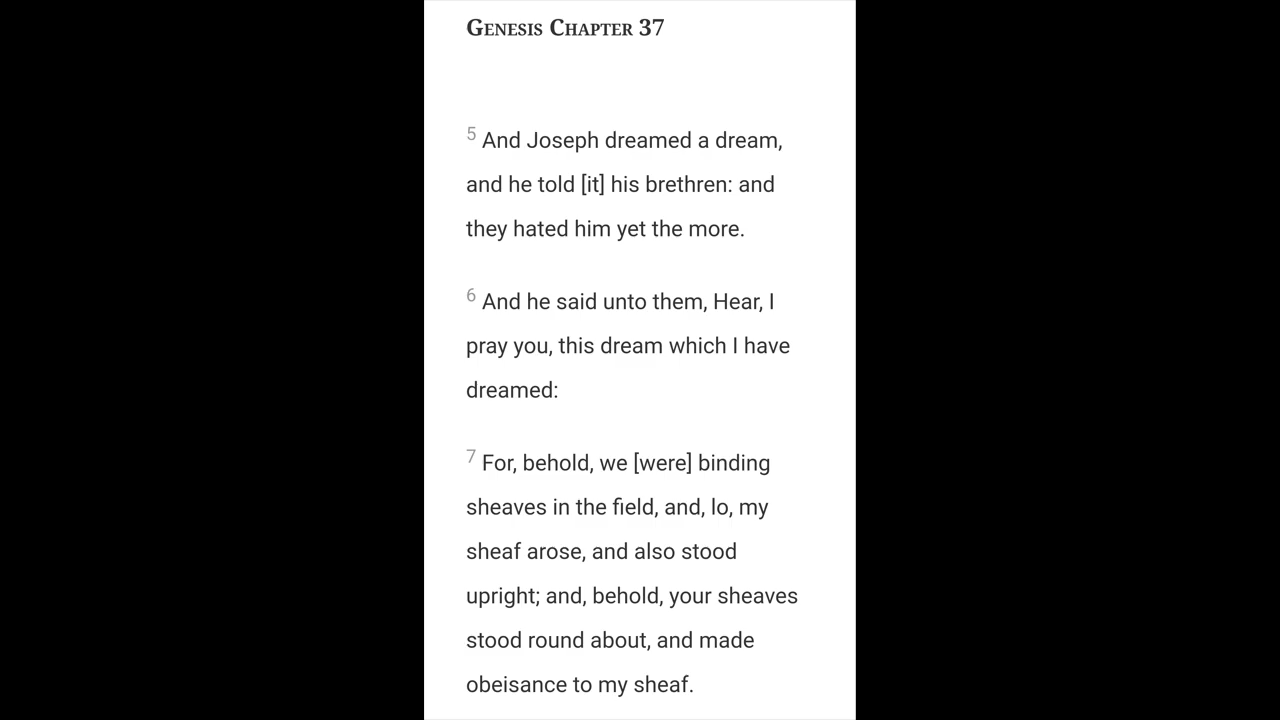 Genesis Chapter 37
5 And Joseph dreamed a dream,
and he told [it] his brethren: and
they hated him yet the more.
6 And he said unto them, Hear, I
pray you, this dream which I have
dreamed:
7 For, behold, we [were] binding
sheaves in the field, and, lo, my
sheaf arose, and also stood
upright; and, behold, your sheaves
stood round about, and made
obeisance to my sheaf.